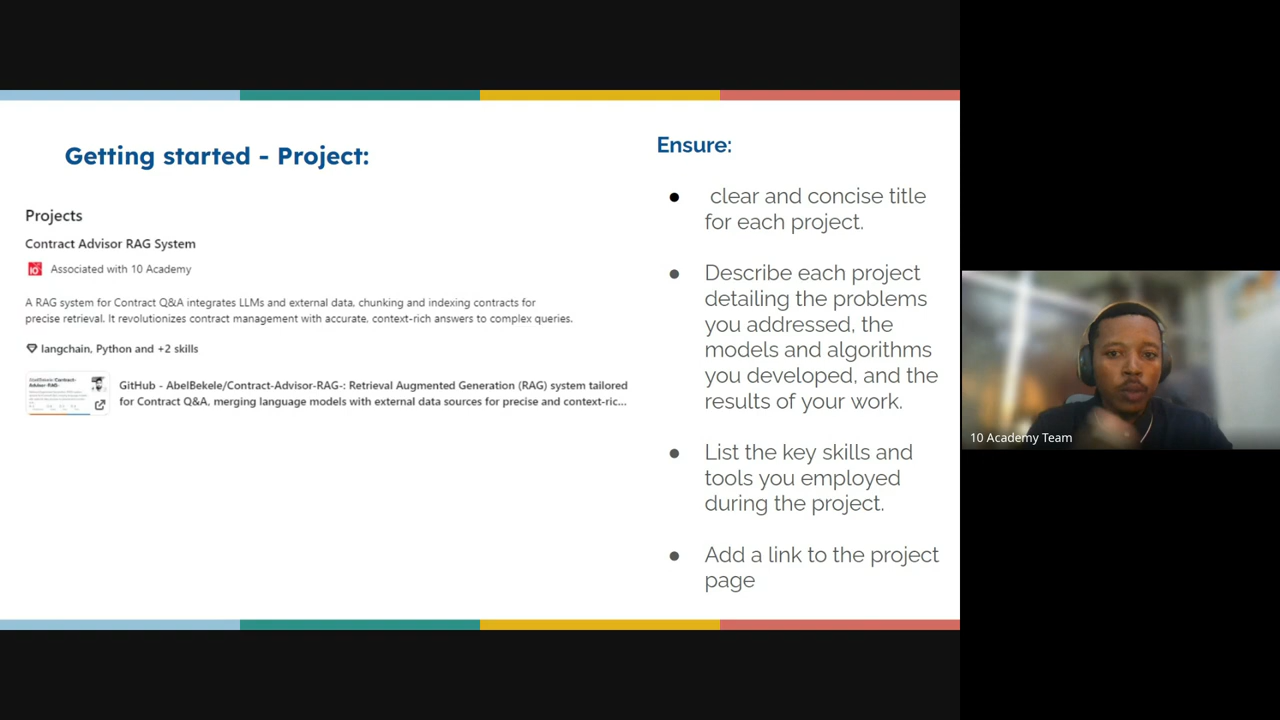 Getting started - Project:
Projects
Contract Advisor RAG System
10
Associated with 10 Academy
A RAG system for Contract Q&A integrates LLMs and external data, chunking and indexing contracts for
precise retrieval. It revolutionizes contract management with accurate, context-rich answers to complex queries.
langchain, Python and +2 skills
GitHub - AbelBekele/Contract-Advisor-RAG-: Retrieval Augmented Generation (RAG) system tailored
for Contract Q&A, merging language models with external data sources for precise and context-ric...
Ensure:
● clear and concise title
for each project.
● Describe each project
detailing the problems
you addressed, the
models and algorithms
you developed, and the
results of your work.
● List the key skills and
tools you employed
during the project.
● Add a link to the project
page
10 Academy Team